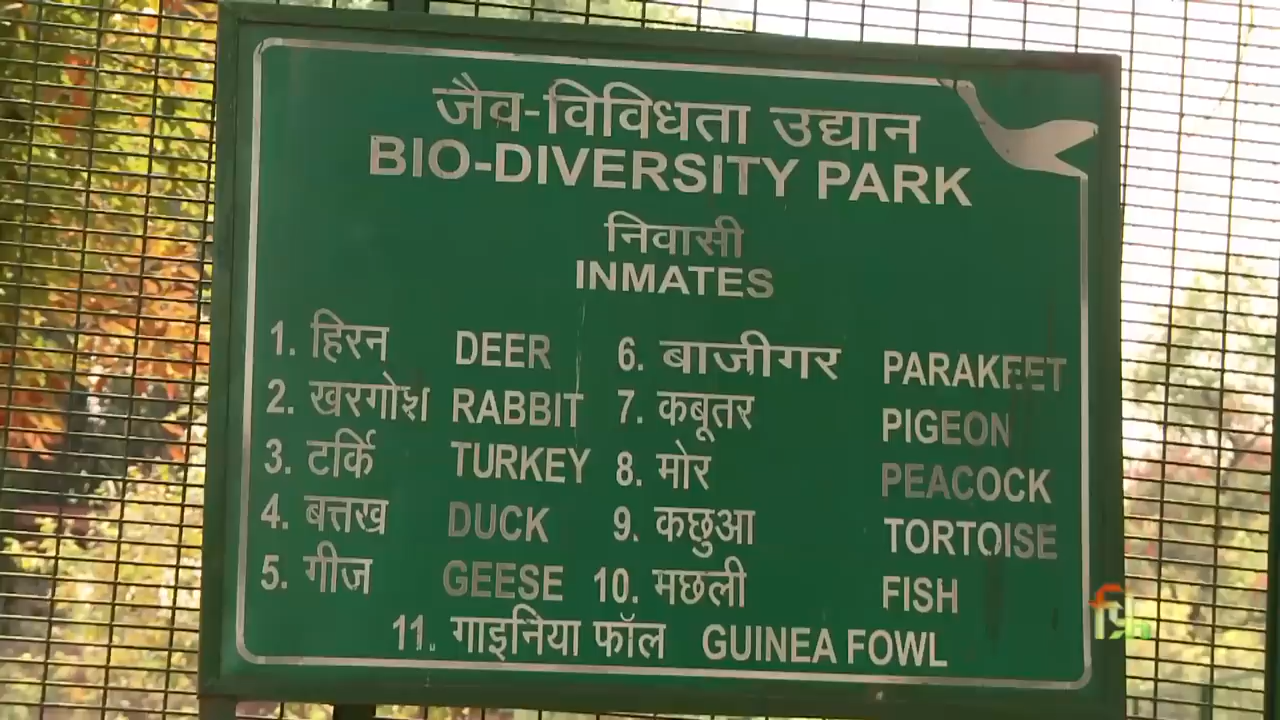 जैव-विविधता उद्यान
BIO-DIVERSITY PARK
निवासी
INMATES
1. हिरन DEER 6. बाजीगर PARAKEET
2. खरगोश RABBIT 7. कबूतर PIGEON
3. टर्कि TURKEY 8. मोर PEACOCK
4. बत्तख DUCK 9. कछुआ TORTOISE
5. गीज GEESE 10. मछली FISH
11. गाइनिया फॉल GUINEA FOWL